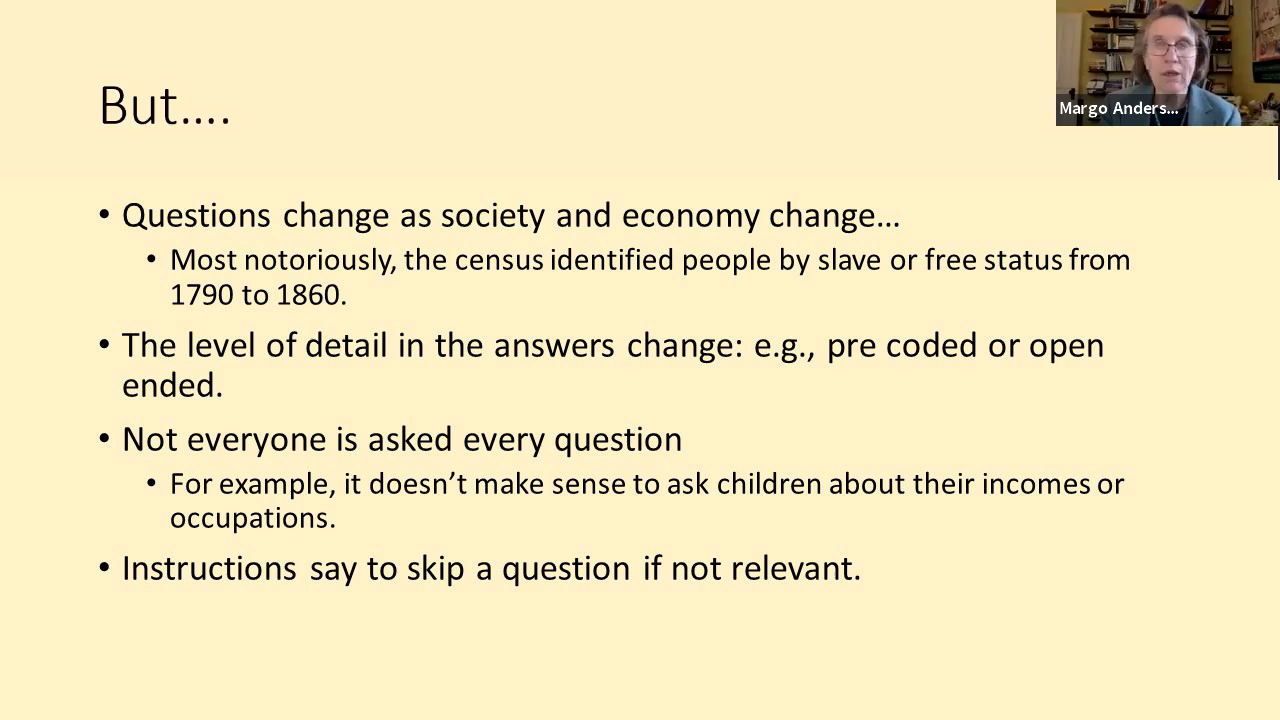 But....
Margo Anders...
• Questions change as society and economy change...
• Most notoriously, the census identified people by slave or free status from
1790 to 1860.
• The level of detail in the answers change: e.g., pre coded or open
ended.
• Not everyone is asked every question
• For example, it doesn’t make sense to ask children about their incomes or
occupations.
• Instructions say to skip a question if not relevant.